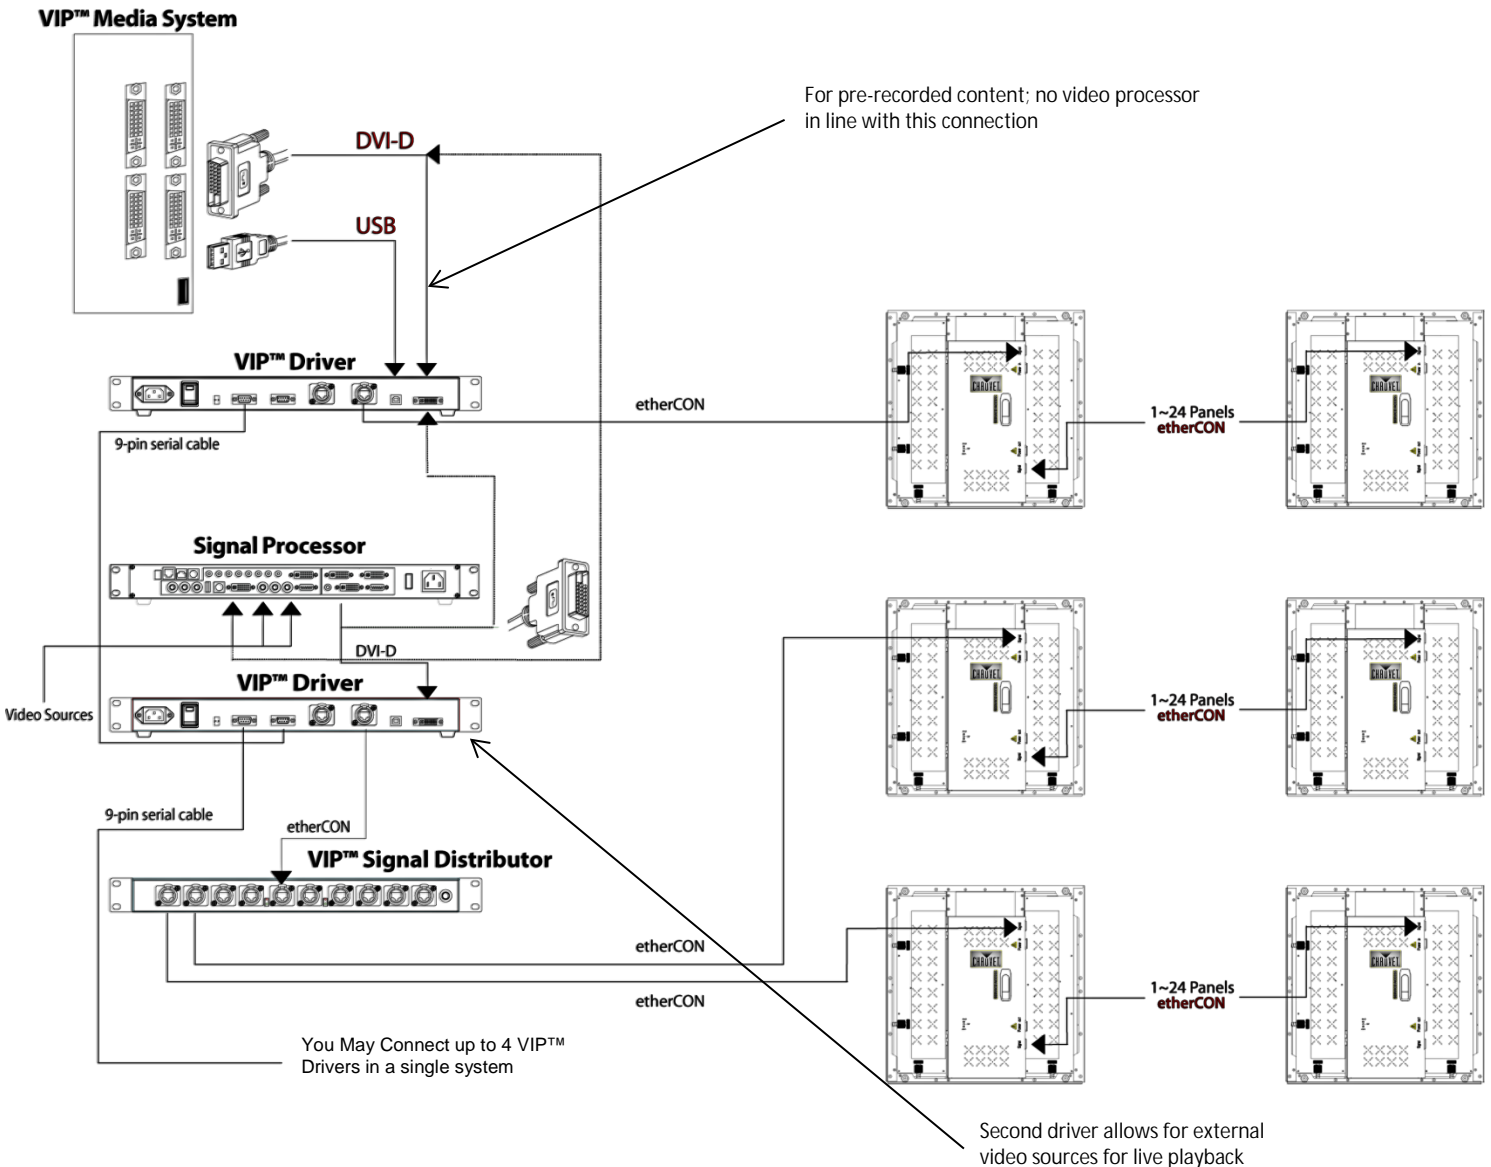 VIP™ Media System
For pre-recorded content; no video processor
in line with this connection
DVI-D
USB
VIP™ Driver
etherCON
9-pin serial cable
CHAUVET
1~24 Panels
etherCON
Signal Processor
DVI-D
VIP™ Driver
Video Sources
CHAUVET
1~24 Panels
etherCON
9-pin serial cable
etherCON
VIP™ Signal Distributor
etherCON
etherCON
CHAUVET
1~24 Panels
etherCON
You May Connect up to 4 VIP™
Drivers in a single system
Second driver allows for external
video sources for live playback